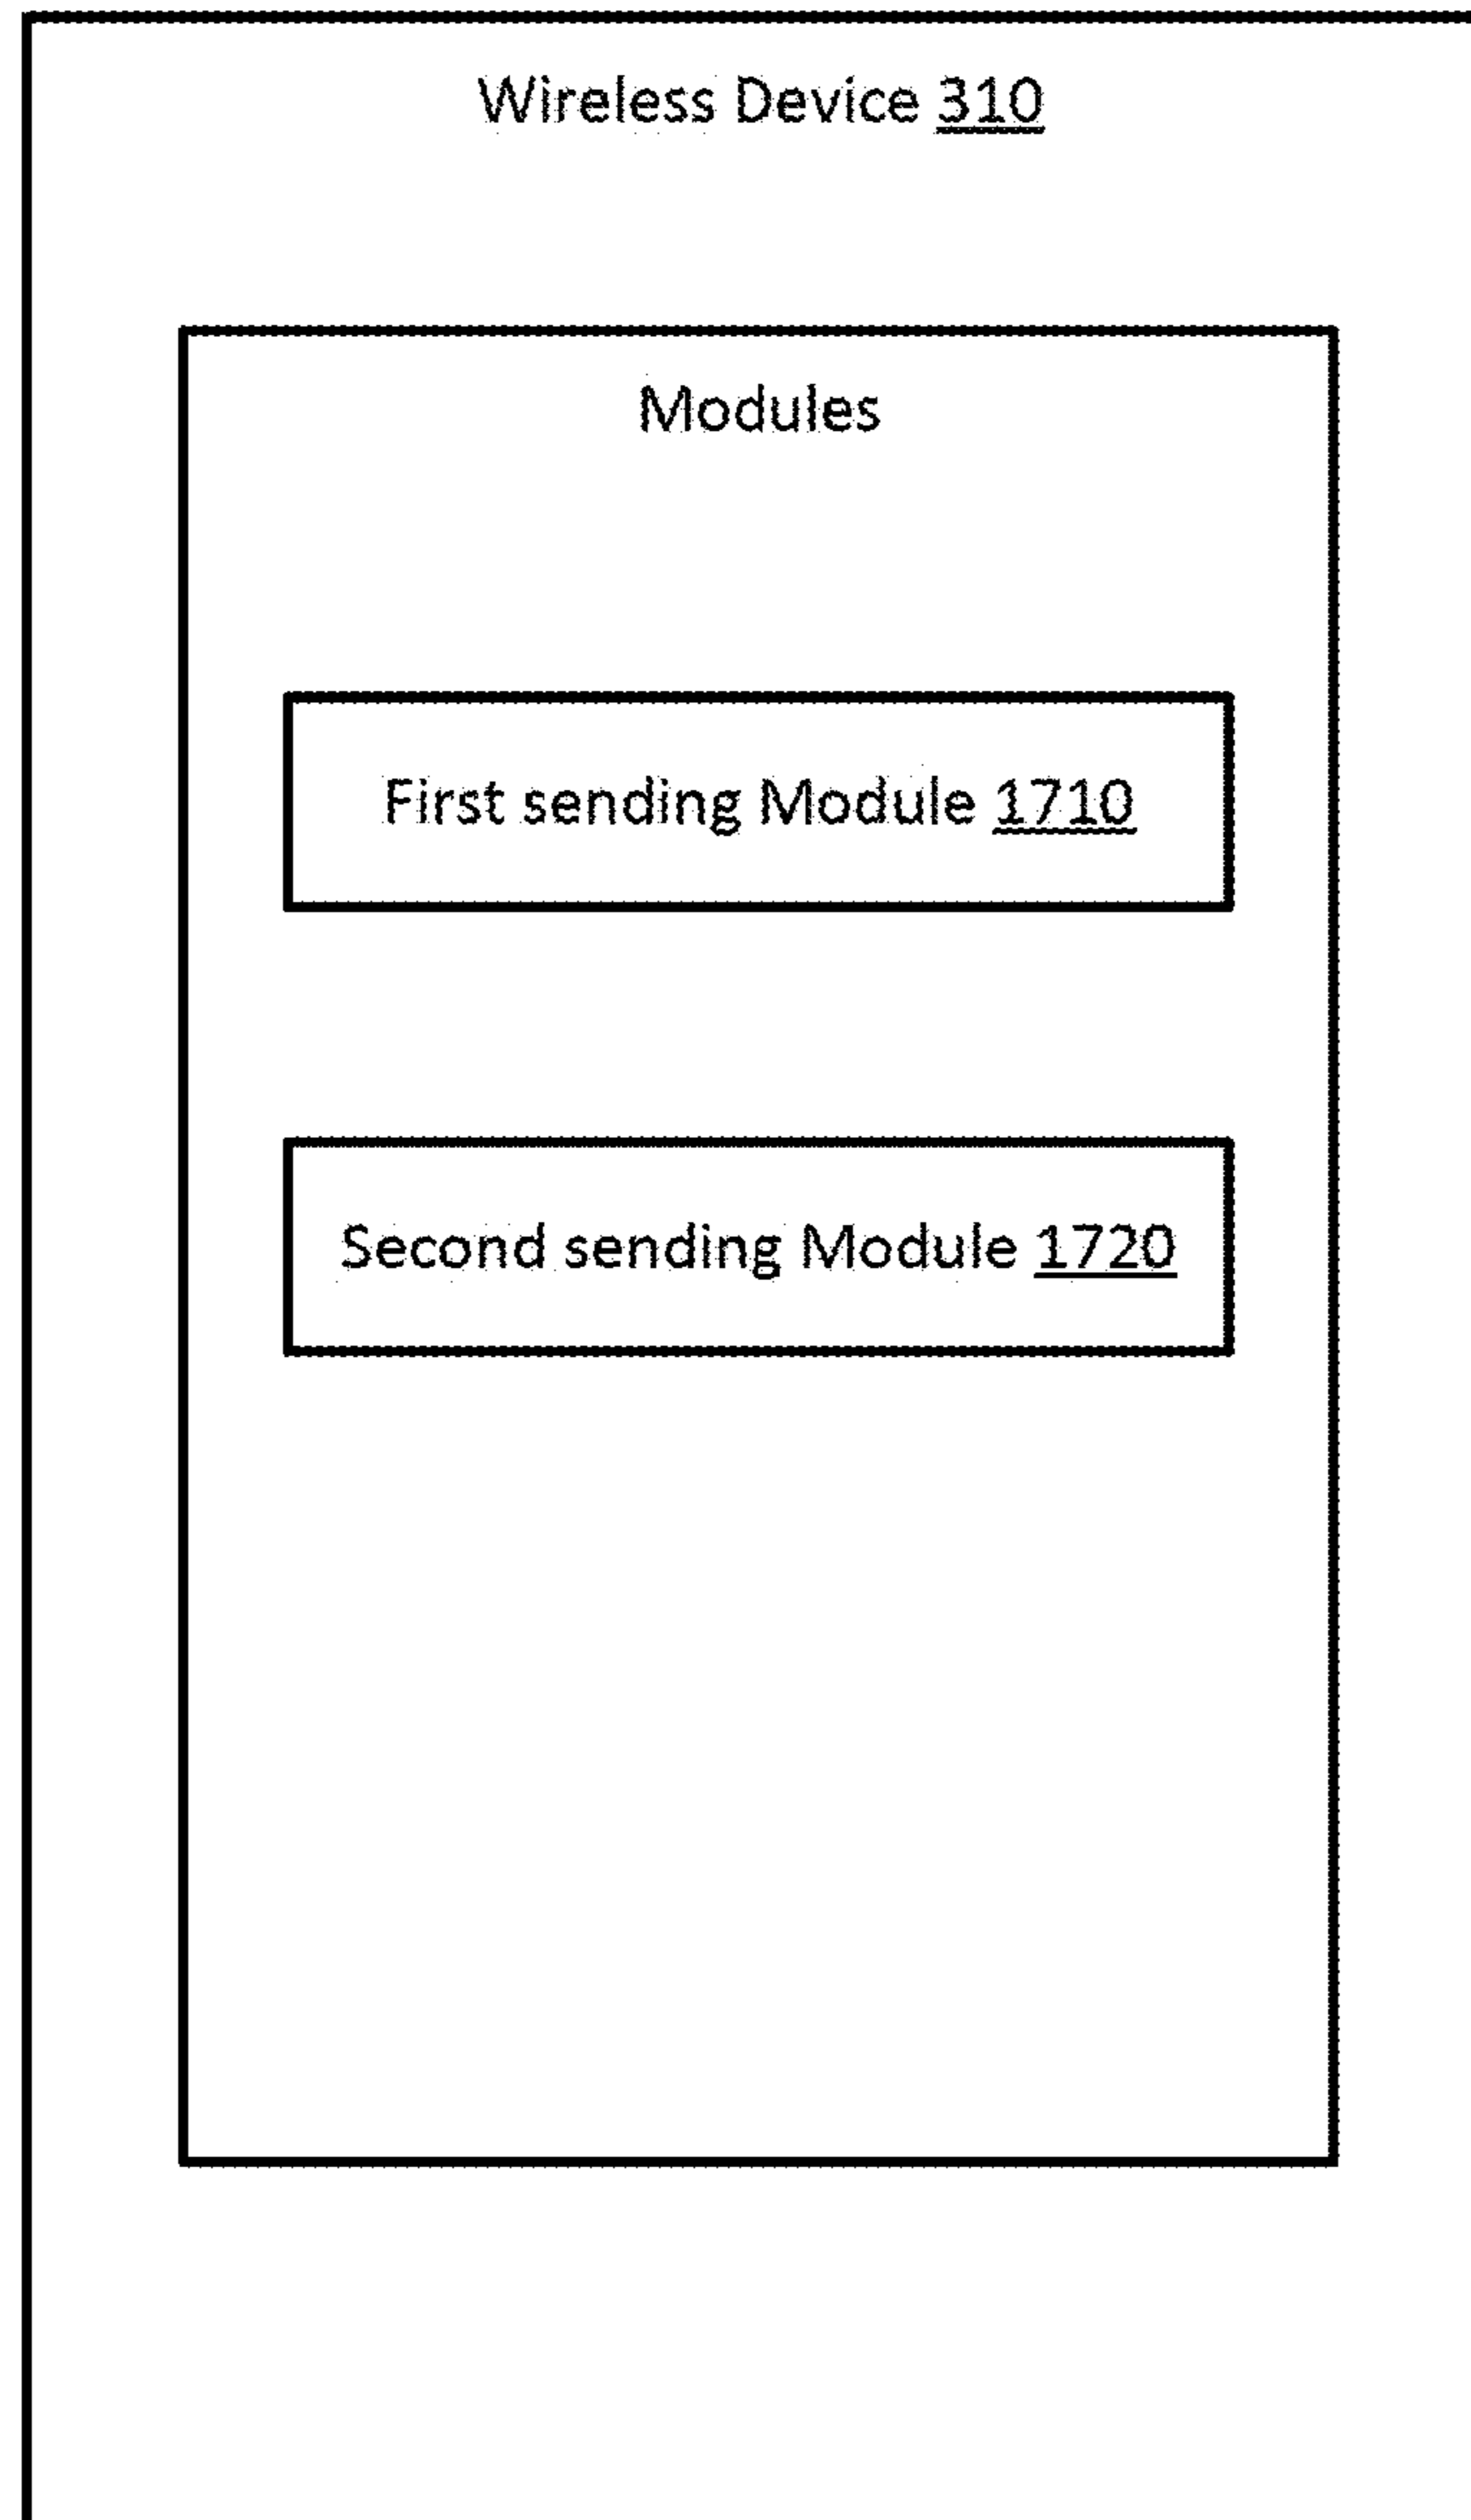 Wireless Device 310
Modules
First sending Module 1710
Second sending Module 1720